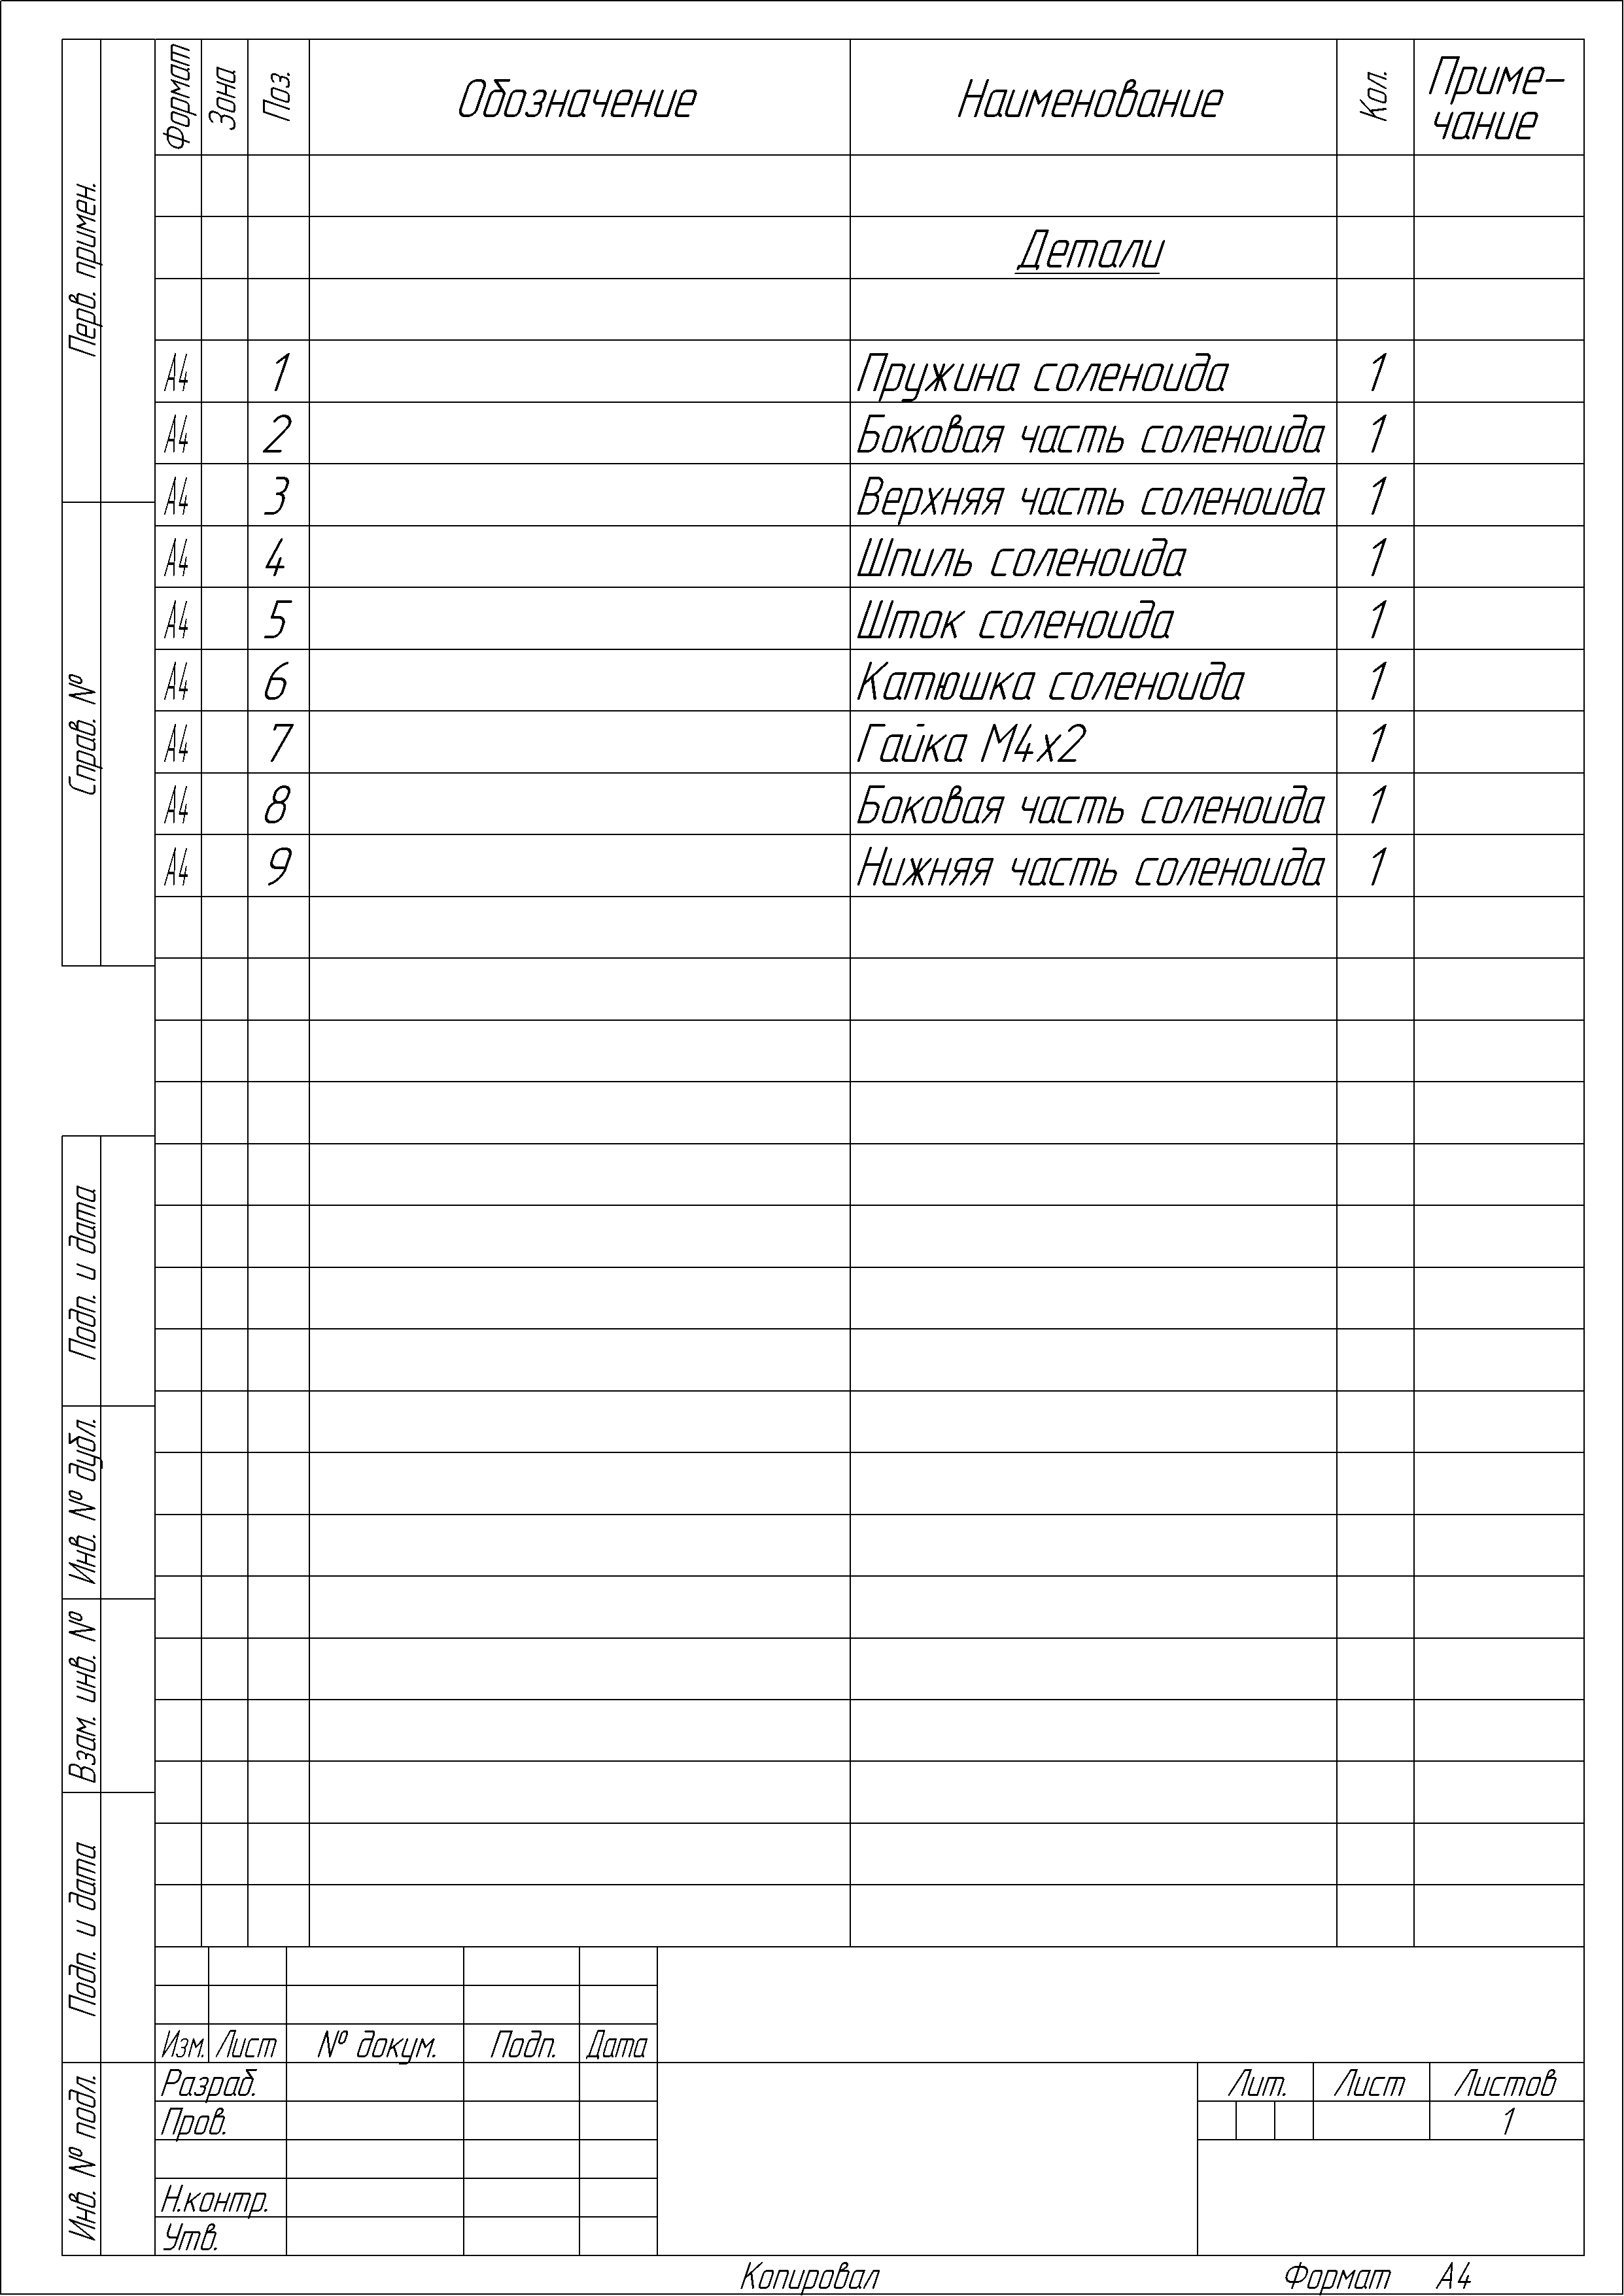 Формат Зона Поз. Обозначение Наименование Кол. Приме-
чание
Детали
А4 1 Пружина соленоида 1
А4 2 Боковая часть соленоида 1
А4 3 Верхняя часть соленоида 1
А4 4 Шпиль соленоида 1
А4 5 Шток соленоида 1
А4 6 Катюшка соленоида 1
А4 7 Гайка М4х2 1
А4 8 Боковая часть соленоида 1
А4 9 Нижняя часть соленоида 1
Перв. примен.
Справ. №
Подп. и дата
Инв. № дубл.
Взам. инв. №
Подп. и дата
Инв. № подл.
Изм. Лист № докум. Подп. Дата
Разраб.
Пров.
Н.контр.
Утв.
Лит. Лист Листов
1
Копировал Формат А4